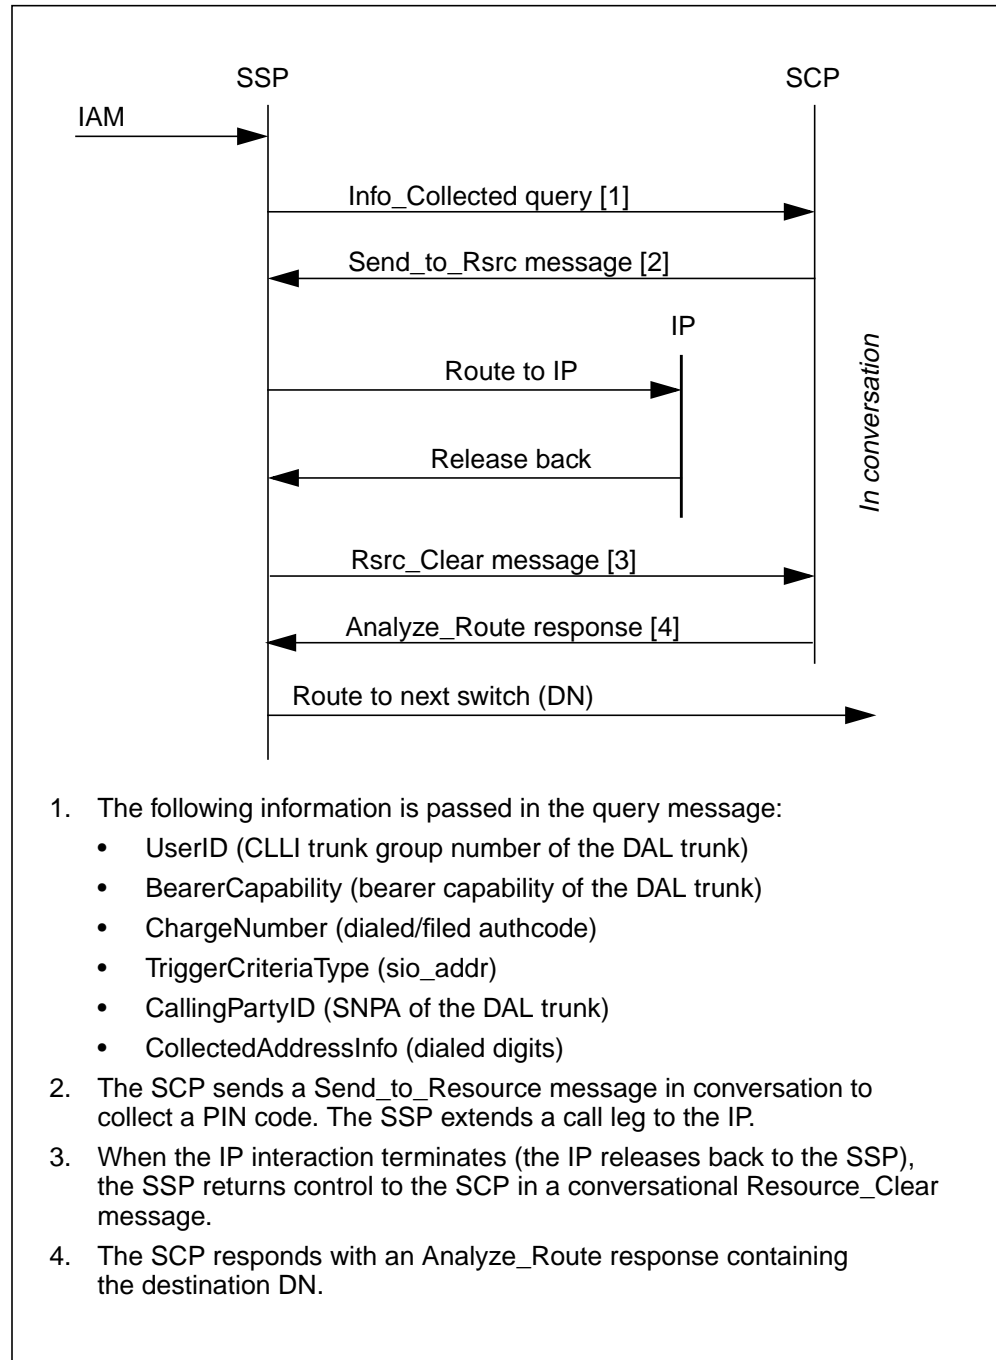 SSP SCP
IAM
Info_Collected query [1]
Send_to_Rsrc message [2]
IP
Route to IP
In conversation
Release back
Rsrc_Clear message [3]
Analyze_Route response [4]
Route to next switch (DN)
1. The following information is passed in the query message:
• UserID (CLLI trunk group number of the DAL trunk)
• BearerCapability (bearer capability of the DAL trunk)
• ChargeNumber (dialed/filed authcode)
• TriggerCriteriaType (sio_addr)
• CallingPartyID (SNPA of the DAL trunk)
• CollectedAddressInfo (dialed digits)
2. The SCP sends a Send_to_Resource message in conversation to
collect a PIN code. The SSP extends a call leg to the IP.
3. When the IP interaction terminates (the IP releases back to the SSP),
the SSP returns control to the SCP in a conversational Resource_Clear
message.
4. The SCP responds with an Analyze_Route response containing
the destination DN.